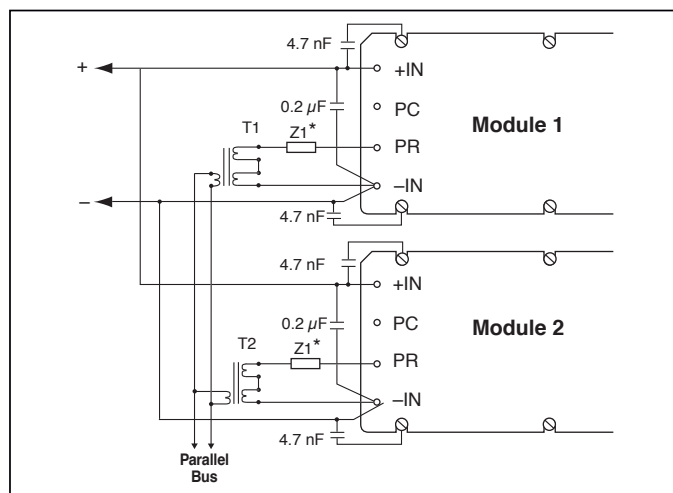 4.7 nF
+
+IN
0.2 µF
PC
Module 1
T1
Z1*
PR
–IN
–
4.7 nF
4.7 nF
+IN
0.2 µF
PC
Module 2
T2
Z1*
PR
–IN
4.7 nF
Parallel
Bus